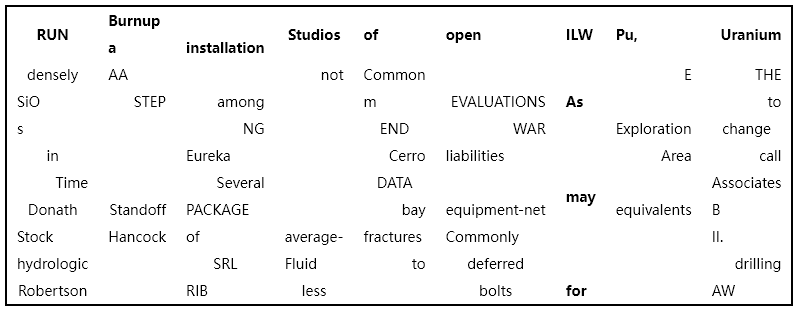 RUN Burnup a installation Studios of open ILW Pu, Uranium
densely AA not Common E THE
SiO STEP among m EVALUATIONS As to
s NG END WAR Exploration change
in Eureka Cerro liabilities Area call
Time Several DATA Associates
Donath Standoff PACKAGE bay equipment-net may equivalents B
Stock Hancock of average- fractures Commonly II.
hydrologic SRL Fluid to deferred drilling
Robertson RIB less bolts for AW